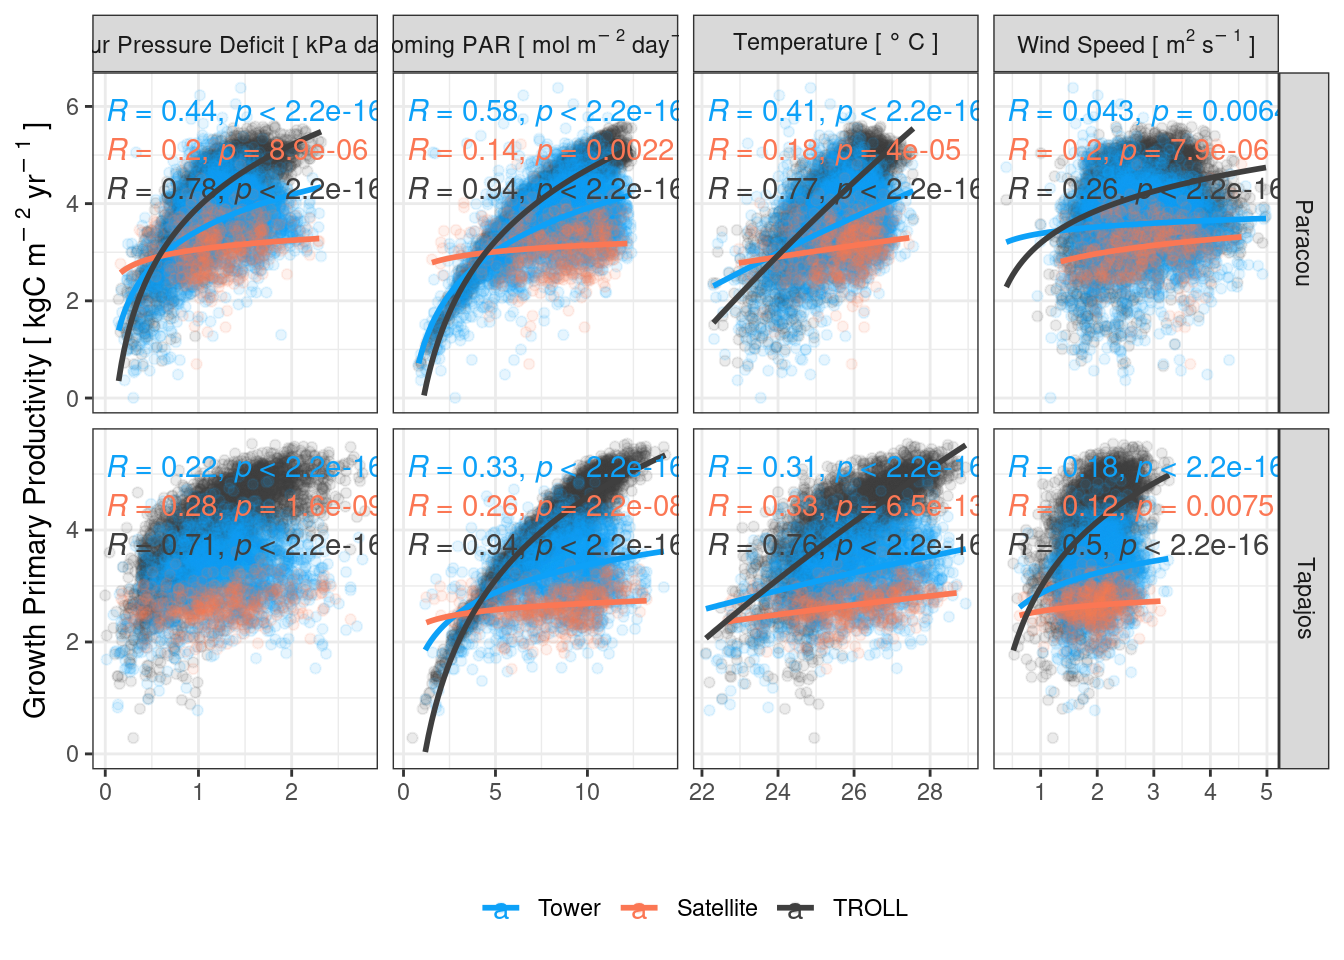 ur Pressure Deficit [ kPa da
oming PAR [ mol m⁻² day⁻
Temperature [ ° C ]
Wind Speed [ m² s⁻¹ ]
Growth Primary Productivity [ kgC m⁻² yr⁻¹ ]
6
4
2
0
R = 0.44, p < 2.2e-16
R = 0.2, p = 8.9e-06
R = 0.78, p < 2.2e-16
R = 0.58, p < 2.2e-16
R = 0.14, p = 0.0022
R = 0.94, p < 2.2e-16
R = 0.41, p < 2.2e-16
R = 0.18, p = 4e-05
R = 0.77, p < 2.2e-16
R = 0.043, p = 0.0064
R = 0.2, p = 7.9e-06
R = 0.26, p < 2.2e-16
Paracou
4
2
0
R = 0.22, p < 2.2e-16
R = 0.28, p = 1.6e-09
R = 0.71, p < 2.2e-16
R = 0.33, p < 2.2e-16
R = 0.26, p = 2.2e-08
R = 0.94, p < 2.2e-16
R = 0.31, p < 2.2e-16
R = 0.33, p = 6.5e-13
R = 0.76, p < 2.2e-16
R = 0.18, p < 2.2e-16
R = 0.12, p = 0.0075
R = 0.5, p < 2.2e-16
Tapajos
0 1 2
0 5 10
22 24 26 28
1 2 3 4 5
a Tower a Satellite a TROLL